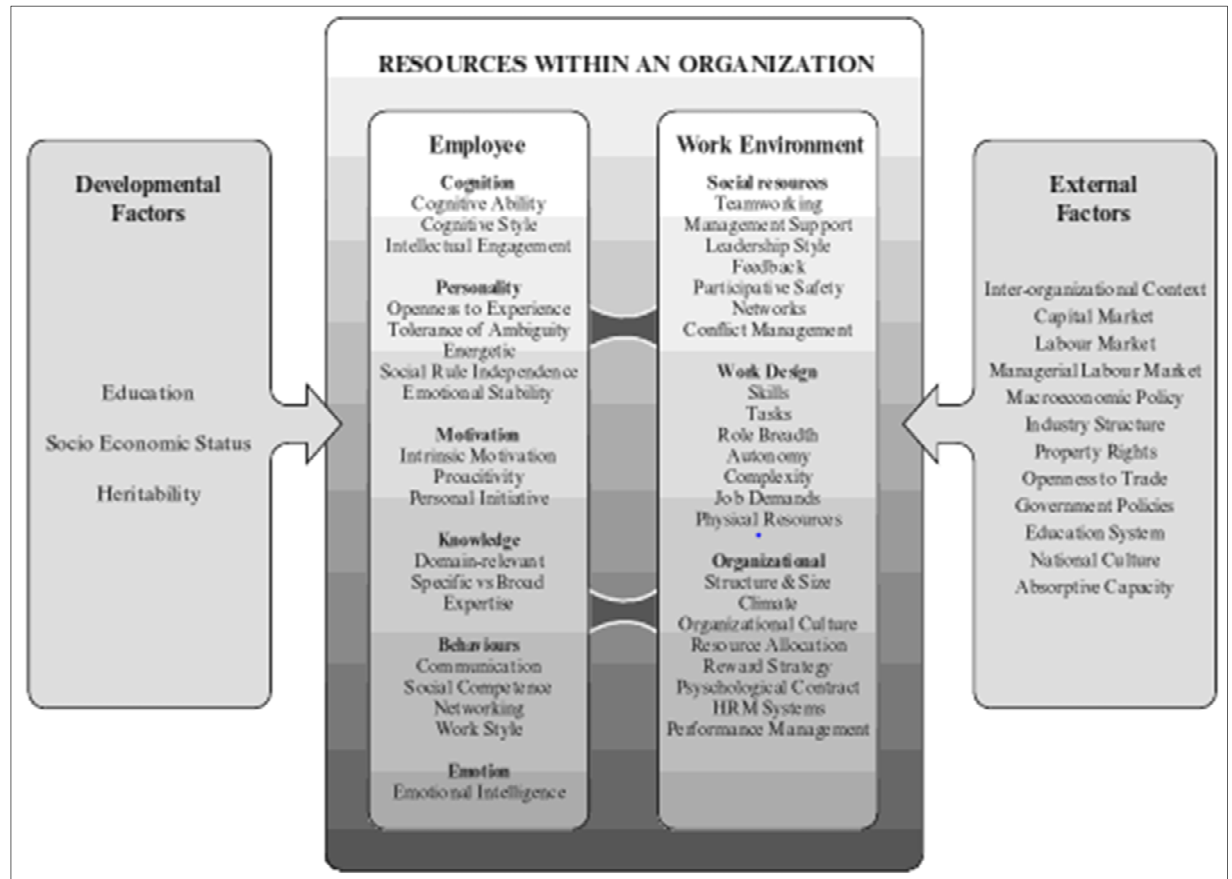 RESOURCES WITHIN AN ORGANIZATION
Developmental
Factors
Education
Socio Economic Status
Heritability
Employee
Cognition
Cognitive Ability
Cognitive Style
Intellectual Engagement
Personality
Openness to Experience
Tolerance of Ambiguity
Energetic
Social Rule Independence
Emotional Stability
Motivation
Intrinsic Motivation
Proacitivity
Personal Initiative
Knowledge
Domain-relevant
Specific vs Broad
Expertise
Behaviours
Communication
Social Competence
Networking
Work Style
Emotion
Emotional Intelligence
Work Environment
Social resources
Teamworking
Management Support
Leadership Style
Feedback
Participative Safety
Networks
Conflict Management
Work Design
Skills
Tasks
Role Breadth
Autonomy
Complexity
Job Demands
Physical Resources
Organizational
Structure & Size
Climate
Organizational Culture
Resource Allocation
Reward Strategy
Psyschological Contract
HRM Systems
Performance Management
External
Factors
Inter-organizational Context
Capital Market
Labour Market
Managerial Labour Market
Macroeconomic Policy
Industry Structure
Property Rights
Openness to Trade
Government Policies
Education System
National Culture
Absorptive Capacity